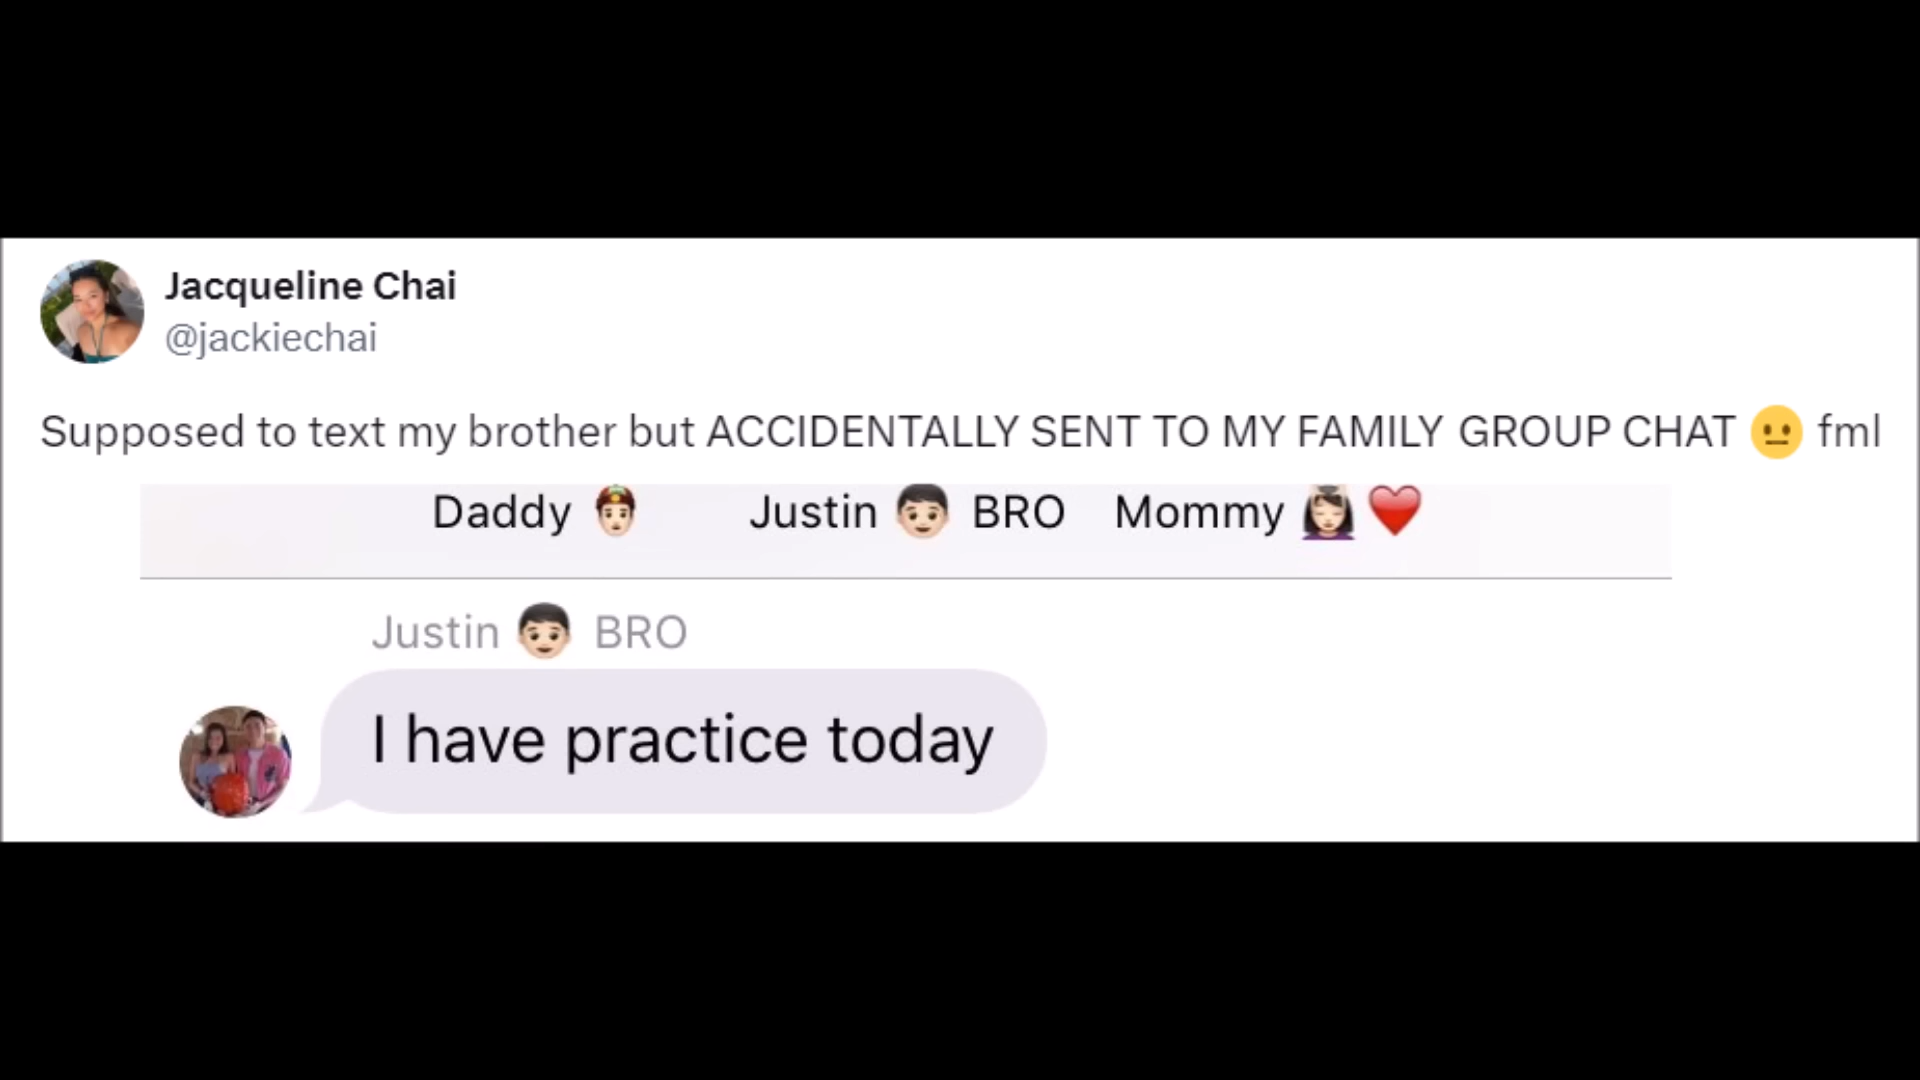 Jacqueline Chai
@jackiechai
Supposed to text my brother but ACCIDENTALLY SENT TO MY FAMILY GROUP CHAT 😐 fml
Daddy 👲🏻 Justin 👦🏻 BRO Mommy 💆🏻❤️
Justin 👦🏻 BRO
I have practice today